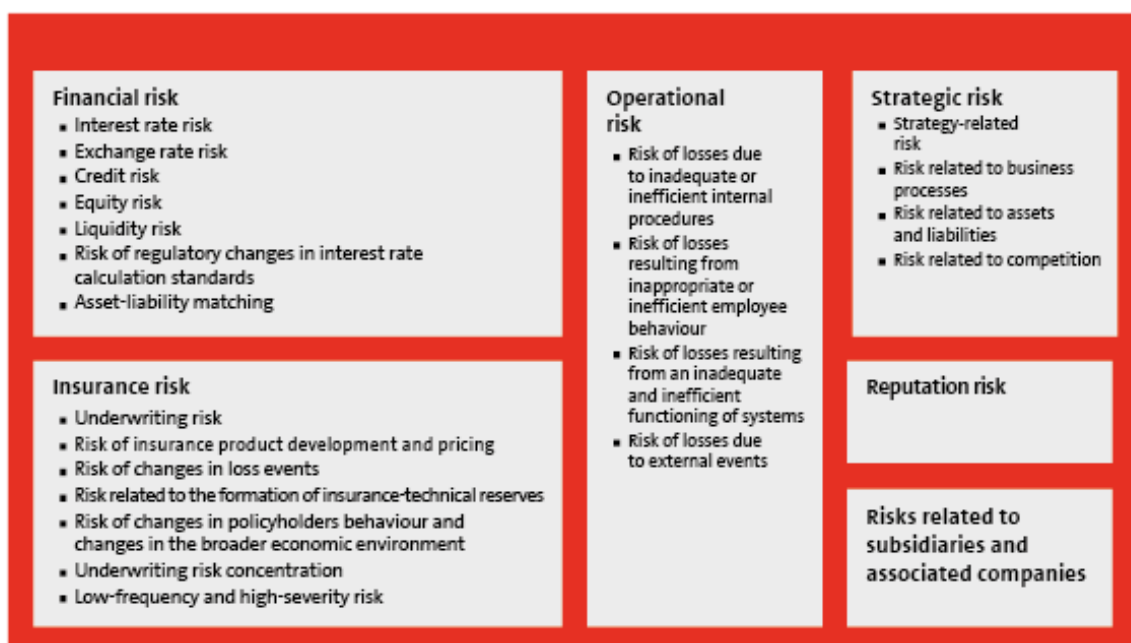 Financial risk
▪ Interest rate risk
▪ Exchange rate risk
▪ Credit risk
▪ Equity risk
▪ Liquidity risk
▪ Risk of regulatory changes in interest rate
calculation standards
▪ Asset-liability matching
Insurance risk
▪ Underwriting risk
▪ Risk of insurance product development and pricing
▪ Risk of changes in loss events
▪ Risk related to the formation of insurance-technical reserves
▪ Risk of changes in policyholders behaviour and
changes in the broader economic environment
▪ Underwriting risk concentration
▪ Low-frequency and high-severity risk
Operational
risk
▪ Risk of losses due
to inadequate or
inefficient internal
procedures
▪ Risk of losses
resulting from
inappropriate or
inefficient employee
behaviour
▪ Risk of losses resulting
from an inadequate
and inefficient
functioning of systems
▪ Risk of losses due
to external events
Strategic risk
▪ Strategy-related
risk
▪ Risk related to business
processes
▪ Risk related to assets
and liabilities
▪ Risk related to competition
Reputation risk
Risks related to
subsidiaries and
associated companies